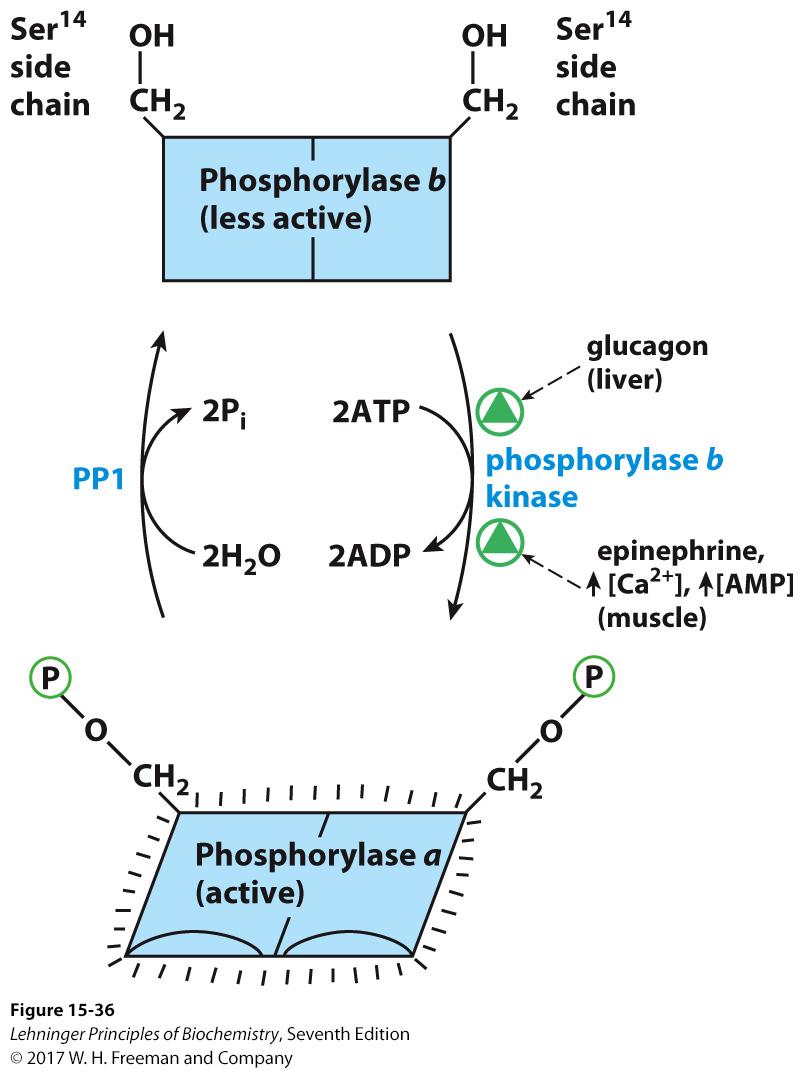 Ser¹⁴
side
chain
OH
CH₂
OH
CH₂
Ser¹⁴
side
chain
Phosphorylase b
(less active)
glucagon
(liver)
2Pᵢ
2ATP
PP1
phosphorylase b
kinase
2H₂O
2ADP
epinephrine,
↑[Ca²⁺], ↑[AMP]
(muscle)
P
O
CH₂
P
O
CH₂
Phosphorylase a
(active)
Figure 15-36
Lehninger Principles of Biochemistry, Seventh Edition
© 2017 W. H. Freeman and Company